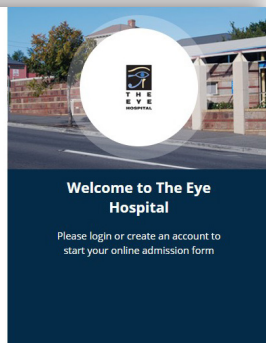 THE
EYE
HOSPITAL
Welcome to The Eye
Hospital
Please login or create an account to
start your online admission form